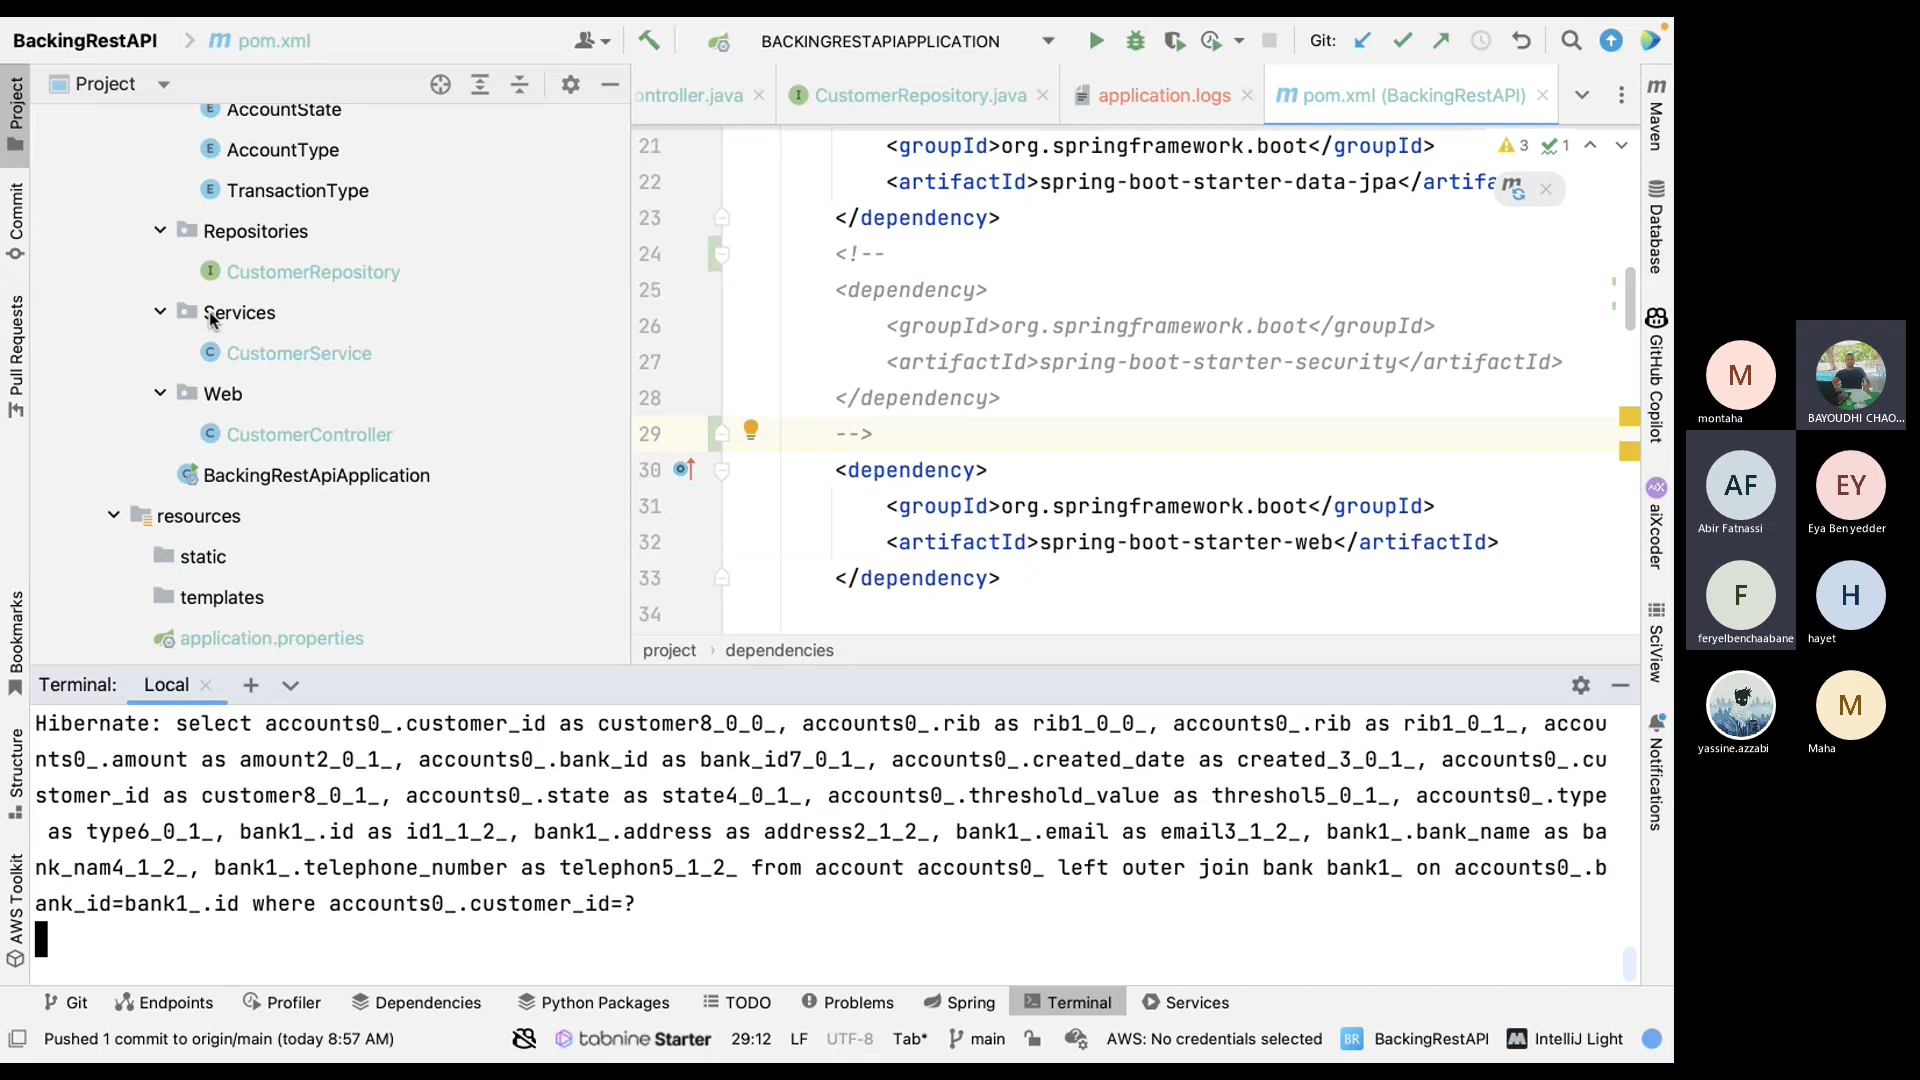 BackingRestAPI
pom.xml
BACKINGRESTAPIAPPLICATION
Git:
Project
ontroller.java
CustomerRepository.java
application.logs
pom.xml (BackingRestAPI)
Project
Commit
Pull Requests
Bookmarks
Structure
AWS Toolkit
AccountState
AccountType
TransactionType
Repositories
CustomerRepository
Services
CustomerService
Web
CustomerController
BackingRestApiApplication
resources
static
templates
application.properties
3 1
21 <groupId>org.springframework.boot</groupId>
22 <artifactId>spring-boot-starter-data-jpa</artifa
23 </dependency>
24 <!--
25 <dependency>
26 <groupId>org.springframework.boot</groupId>
27 <artifactId>spring-boot-starter-security</artifactId>
28 </dependency>
29 -->
30 <dependency>
31 <groupId>org.springframework.boot</groupId>
32 <artifactId>spring-boot-starter-web</artifactId>
33 </dependency>
34
project › dependencies
Maven
Database
GitHub Copilot
aiXcoder
SciView
Notifications
Terminal: Local
Hibernate: select accounts0_.customer_id as customer8_0_0_, accounts0_.rib as rib1_0_0_, accounts0_.rib as rib1_0_1_, accou
nts0_.amount as amount2_0_1_, accounts0_.bank_id as bank_id7_0_1_, accounts0_.created_date as created_3_0_1_, accounts0_.cu
stomer_id as customer8_0_1_, accounts0_.state as state4_0_1_, accounts0_.threshold_value as threshol5_0_1_, accounts0_.type
as type6_0_1_, bank1_.id as id1_1_2_, bank1_.address as address2_1_2_, bank1_.email as email3_1_2_, bank1_.bank_name as ba
nk_nam4_1_2_, bank1_.telephone_number as telephon5_1_2_ from account accounts0_ left outer join bank bank1_ on accounts0_.b
ank_id=bank1_.id where accounts0_.customer_id=?
Git Endpoints Profiler Dependencies Python Packages TODO Problems Spring Terminal Services
Pushed 1 commit to origin/main (today 8:57 AM) tabnine Starter 29:12 LF UTF-8 Tab* main AWS: No credentials selected BR BackingRestAPI IntelliJ Light
M
montaha
BAYOUDHI CHAO...
AF
Abir Fatnassi
EY
Eya Ben yedder
F
feryelbenchaabane
H
hayet
yassine.azzabi
M
Maha